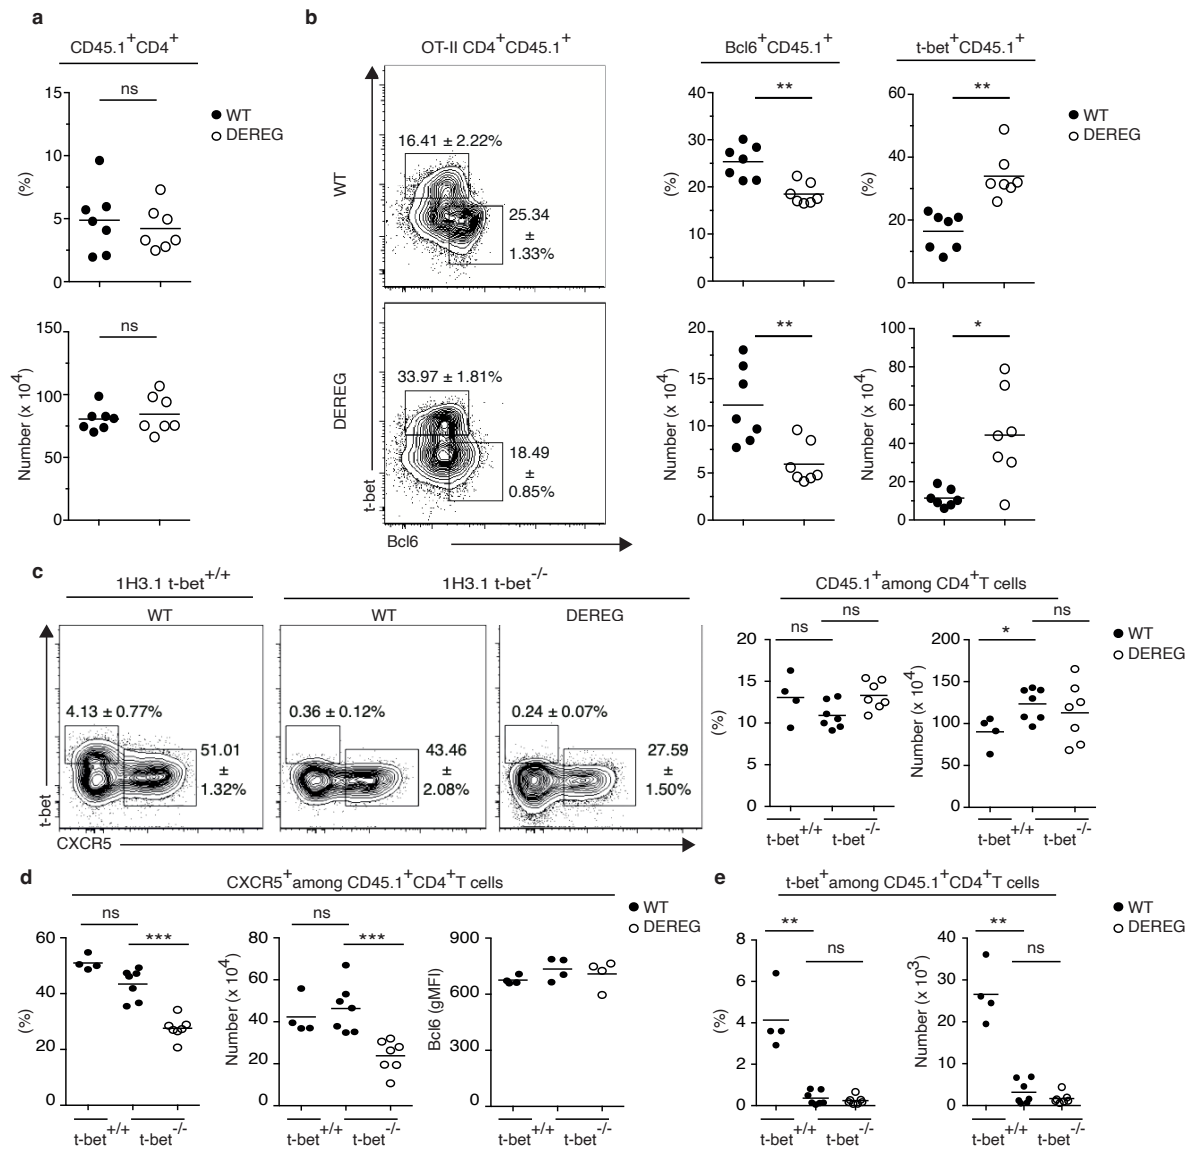 a
CD45.1+CD4+
15
10
5
0
(%)
ns
WT
DEREG
150
100
50
0
Number (x 10^4)
ns
b
OT-II CD4+CD45.1+
WT
16.41 ± 2.22%
25.34
±
1.33%
DEREG
33.97 ± 1.81%
18.49
±
0.85%
t-bet
Bcl6
Bcl6+CD45.1+
40
30
20
10
0
(%)
**
t-bet+CD45.1+
60
40
20
0
(%)
**
WT
DEREG
20
15
10
5
0
Number (x 10^4)
**
100
80
60
40
20
0
Number (x 10^4)
*
c
1H3.1 t-bet+/+
1H3.1 t-bet-/-
WT
WT
DEREG
4.13 ± 0.77%
51.01
±
1.32%
0.36 ± 0.12%
43.46
±
2.08%
0.24 ± 0.07%
27.59
±
1.50%
t-bet
CXCR5
CD45.1+among CD4+T cells
20
15
10
5
0
(%)
ns
ns
t-bet+/+ t-bet-/-
200
150
100
50
0
Number (x 10^4)
*
ns
t-bet+/+ t-bet-/-
WT
DEREG
d
CXCR5+among CD45.1+CD4+T cells
60
40
20
0
(%)
ns
***
t-bet+/+ t-bet-/-
80
60
40
20
0
Number (x 10^4)
ns
***
t-bet+/+ t-bet-/-
900
600
300
0
Bcl6 (gMFI)
t-bet+/+ t-bet-/-
WT
DEREG
e
t-bet+among CD45.1+CD4+T cells
8
6
4
2
0
(%)
**
ns
t-bet+/+ t-bet-/-
40
30
20
10
0
Number (x 10^3)
**
ns
t-bet+/+ t-bet-/-
WT
DEREG